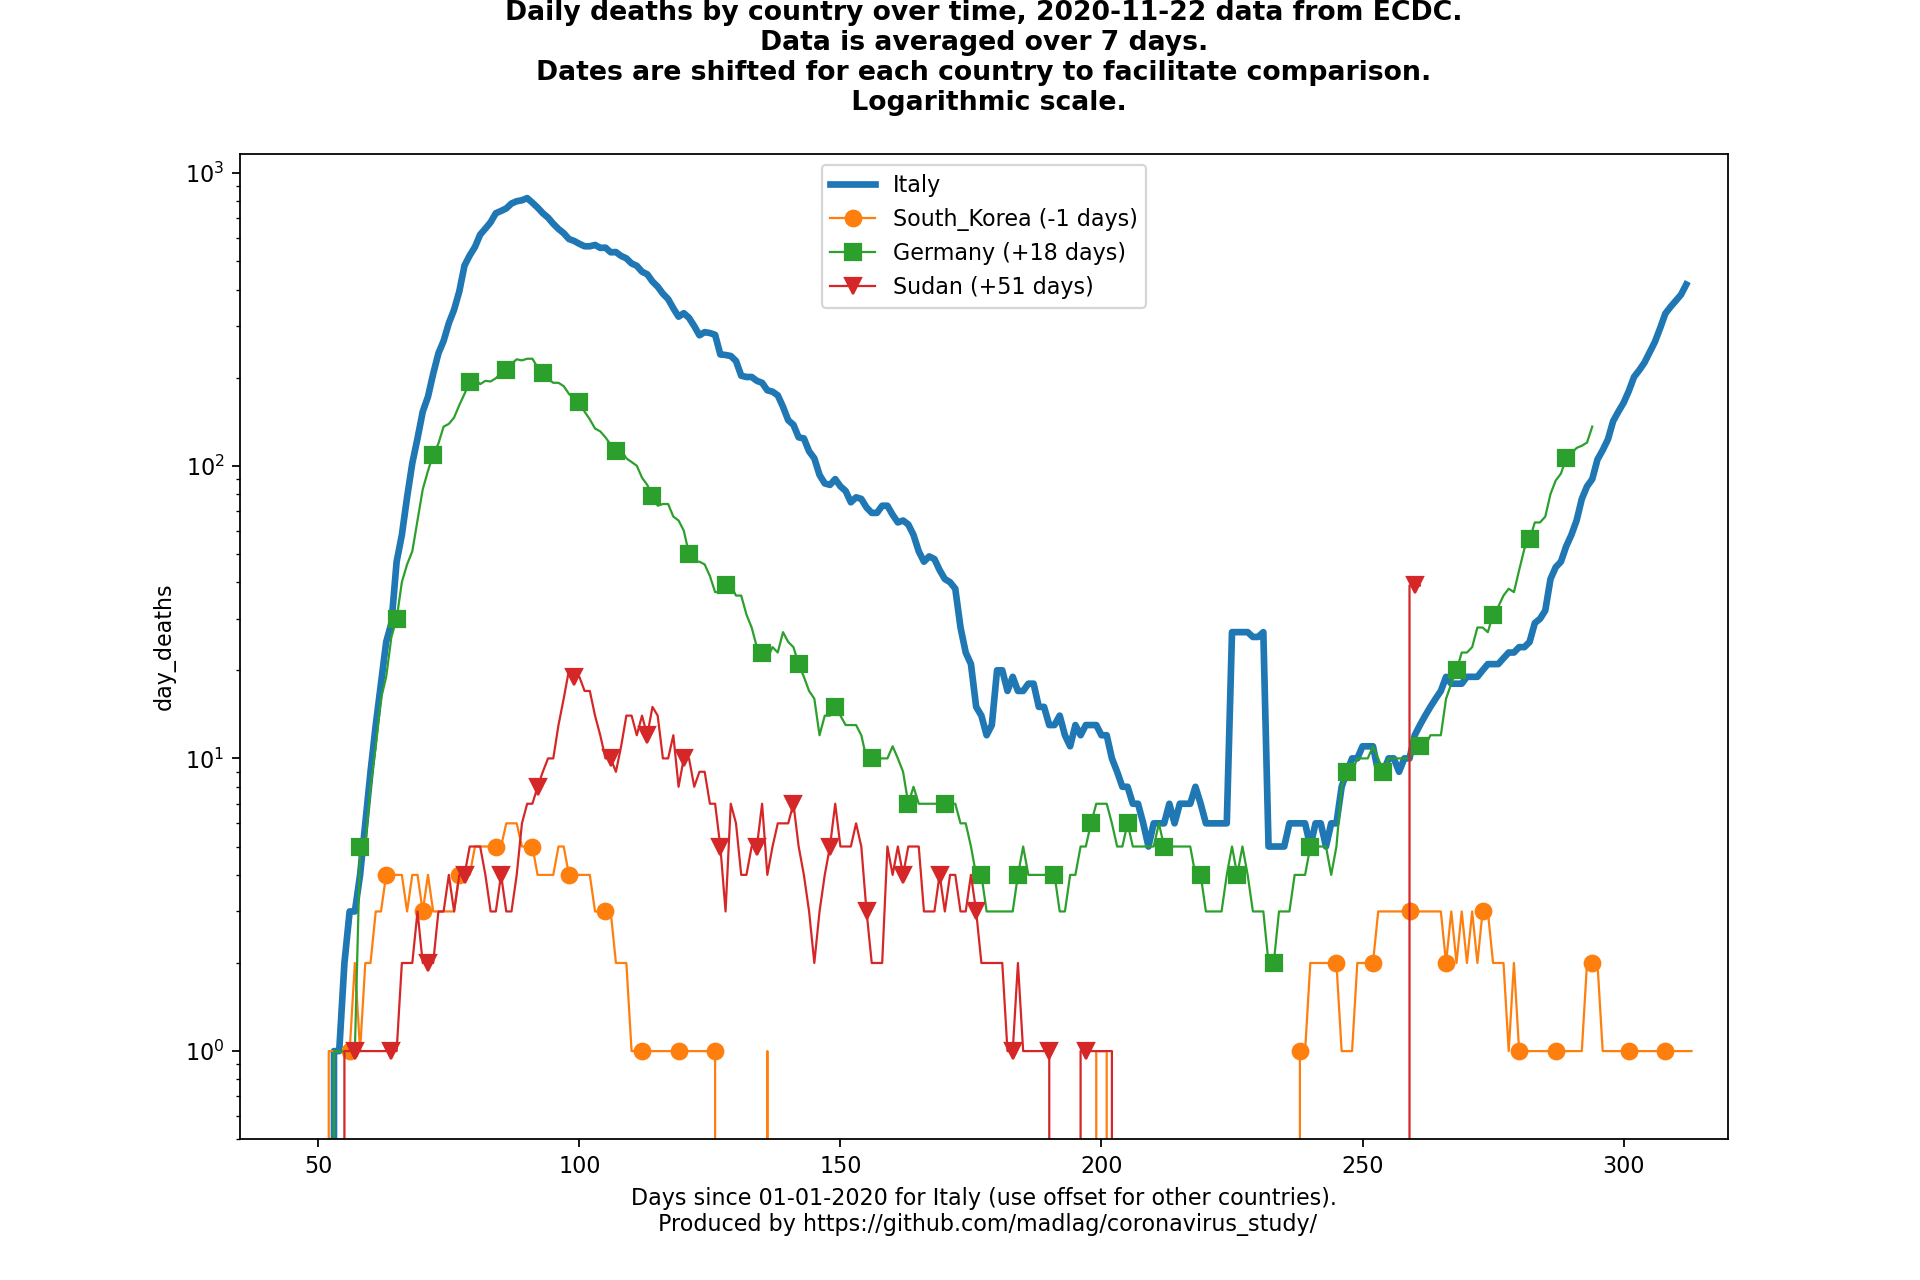 Daily deaths by country over time, 2020-11-22 data from ECDC.
Data is averaged over 7 days.
Dates are shifted for each country to facilitate comparison.
Logarithmic scale.
Italy
South_Korea (-1 days)
Germany (+18 days)
Sudan (+51 days)
day_deaths
10³
10²
10¹
10⁰
50 100 150 200 250 300
Days since 01-01-2020 for Italy (use offset for other countries).
Produced by https://github.com/madlag/coronavirus_study/